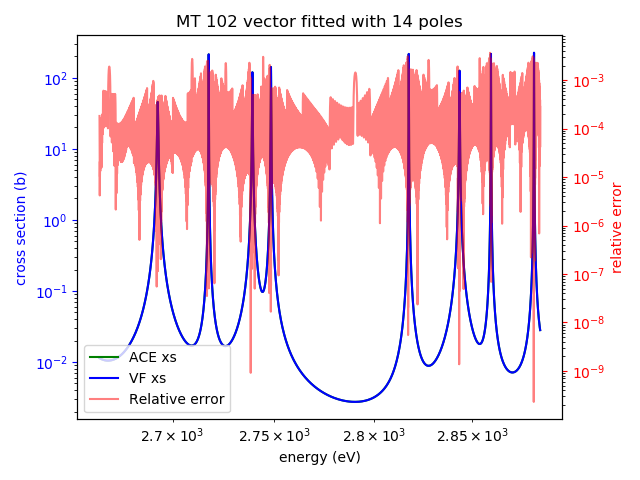 MT 102 vector fitted with 14 poles
cross section (b)
10²
10¹
10⁰
10⁻¹
10⁻²
10⁻³
10⁻⁴
10⁻⁵
10⁻⁶
10⁻⁷
10⁻⁸
10⁻⁹
relative error
ACE xs
VF xs
Relative error
2.7 × 10³ 2.75 × 10³ 2.8 × 10³ 2.85 × 10³
energy (eV)